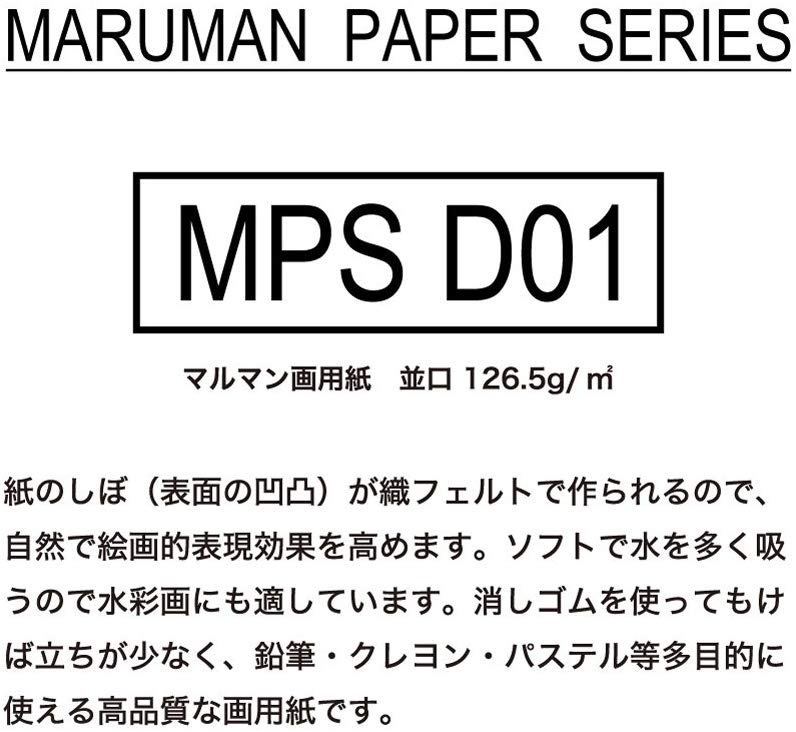 MARUMAN PAPER SERIES
MPS D01
マルマン画用紙　並口 126.5g/㎡
紙のしぼ（表面の凹凸）が織フェルトで作られるので、
自然で絵画的表現効果を高めます。ソフトで水を多く吸
うので水彩画にも適しています。消しゴムを使ってもけ
ば立ちが少なく、鉛筆・クレヨン・パステル等多目的に
使える高品質な画用紙です。